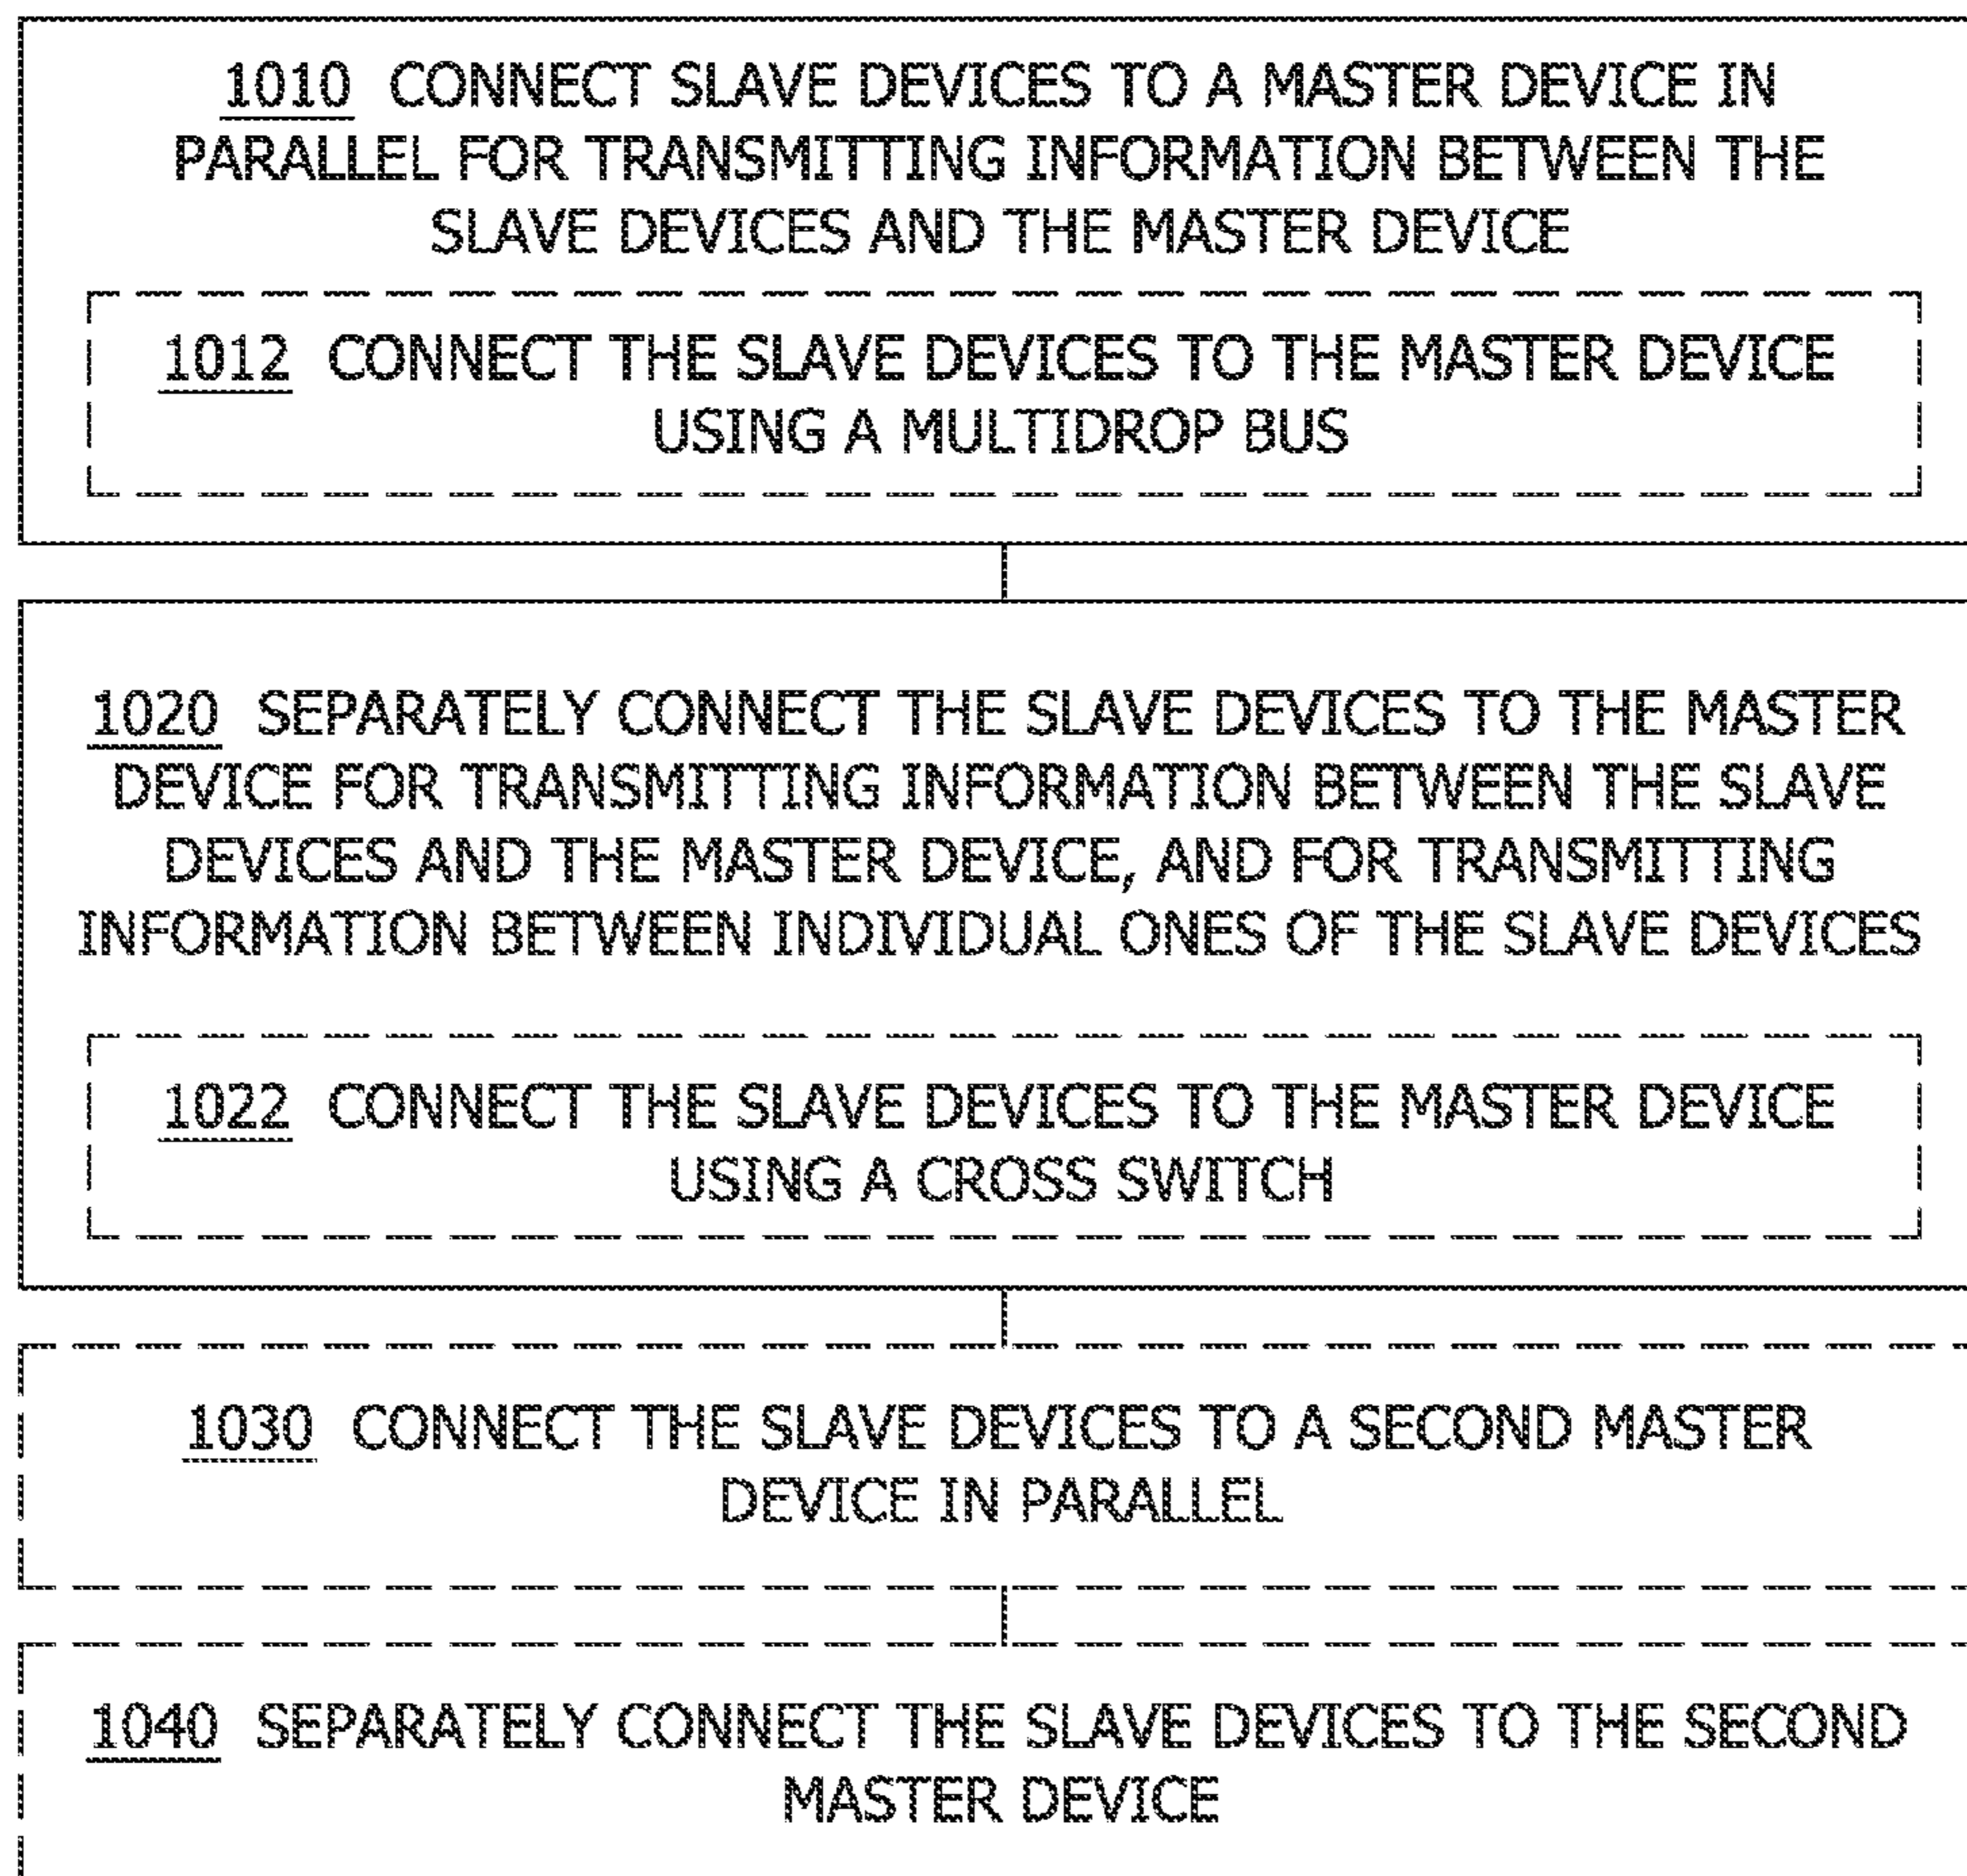 1010 CONNECT SLAVE DEVICES TO A MASTER DEVICE IN
PARALLEL FOR TRANSMITTING INFORMATION BETWEEN THE
SLAVE DEVICES AND THE MASTER DEVICE
1012 CONNECT THE SLAVE DEVICES TO THE MASTER DEVICE
USING A MULTIDROP BUS
1020 SEPARATELY CONNECT THE SLAVE DEVICES TO THE MASTER
DEVICE FOR TRANSMITTING INFORMATION BETWEEN THE SLAVE
DEVICES AND THE MASTER DEVICE, AND FOR TRANSMITTING
INFORMATION BETWEEN INDIVIDUAL ONES OF THE SLAVE DEVICES
1022 CONNECT THE SLAVE DEVICES TO THE MASTER DEVICE
USING A CROSS SWITCH
1030 CONNECT THE SLAVE DEVICES TO A SECOND MASTER
DEVICE IN PARALLEL
1040 SEPARATELY CONNECT THE SLAVE DEVICES TO THE SECOND
MASTER DEVICE